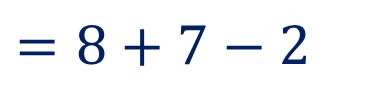 = 8 + 7 − 2